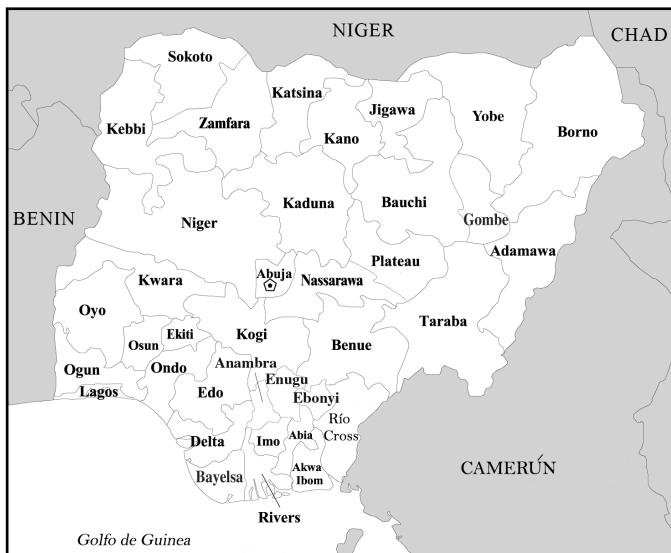 NIGER
CHAD
Sokoto
Katsina
Jigawa
Yobe
Kebbi
Zamfara
Kano
Borno
Kaduna
Bauchi
BENIN
Niger
Gombe
Adamawa
Plateau
Abuja
Nassarawa
Kwara
Oyo
Taraba
Ekiti
Kogi
Osun
Benue
Ogun
Ondo
Anambra
Enugu
Lagos
Edo
Ebonyi
Río
Cross
Delta
Imo
Abia
Bayelsa
Akwa
Ibom
CAMERÚN
Rivers
Golfo de Guinea